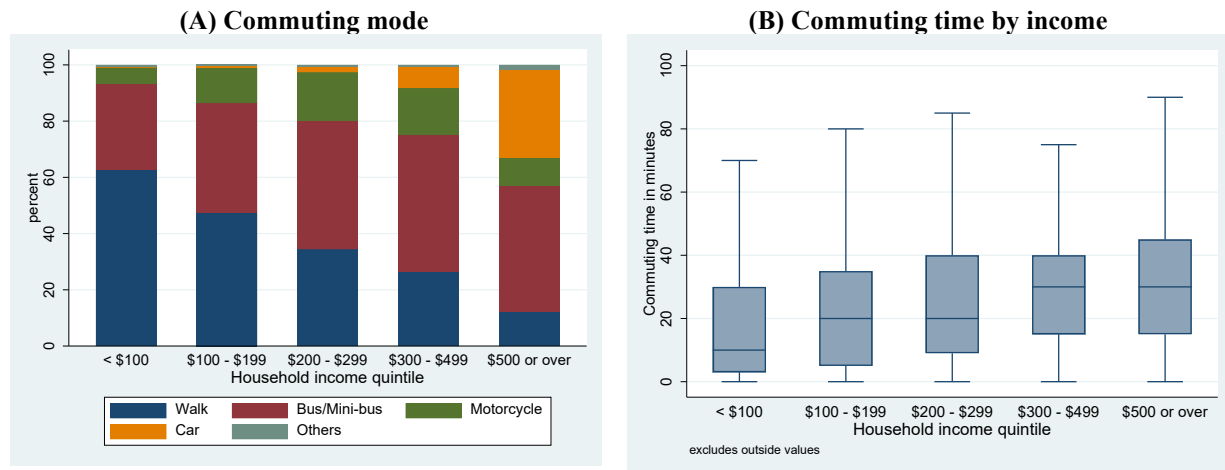 (A) Commuting mode
percent
100
80
60
40
20
0
< $100 $100 - $199 $200 - $299 $300 - $499 $500 or over
Household income quintile
Walk Bus/Mini-bus Motorcycle
Car Others
(B) Commuting time by income
Commuting time in minutes
100
80
60
40
20
0
< $100 $100 - $199 $200 - $299 $300 - $499 $500 or over
Household income quintile
excludes outside values